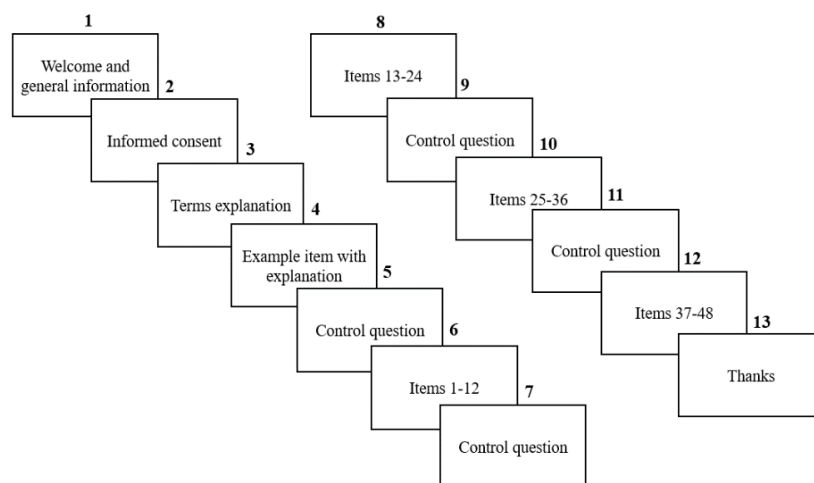 1
Welcome and
general information
2
Informed consent
3
Terms explanation
4
Example item with
explanation
5
Control question
6
Items 1-12
7
Control question
8
Items 13-24
9
Control question
10
Items 25-36
11
Control question
12
Items 37-48
13
Thanks